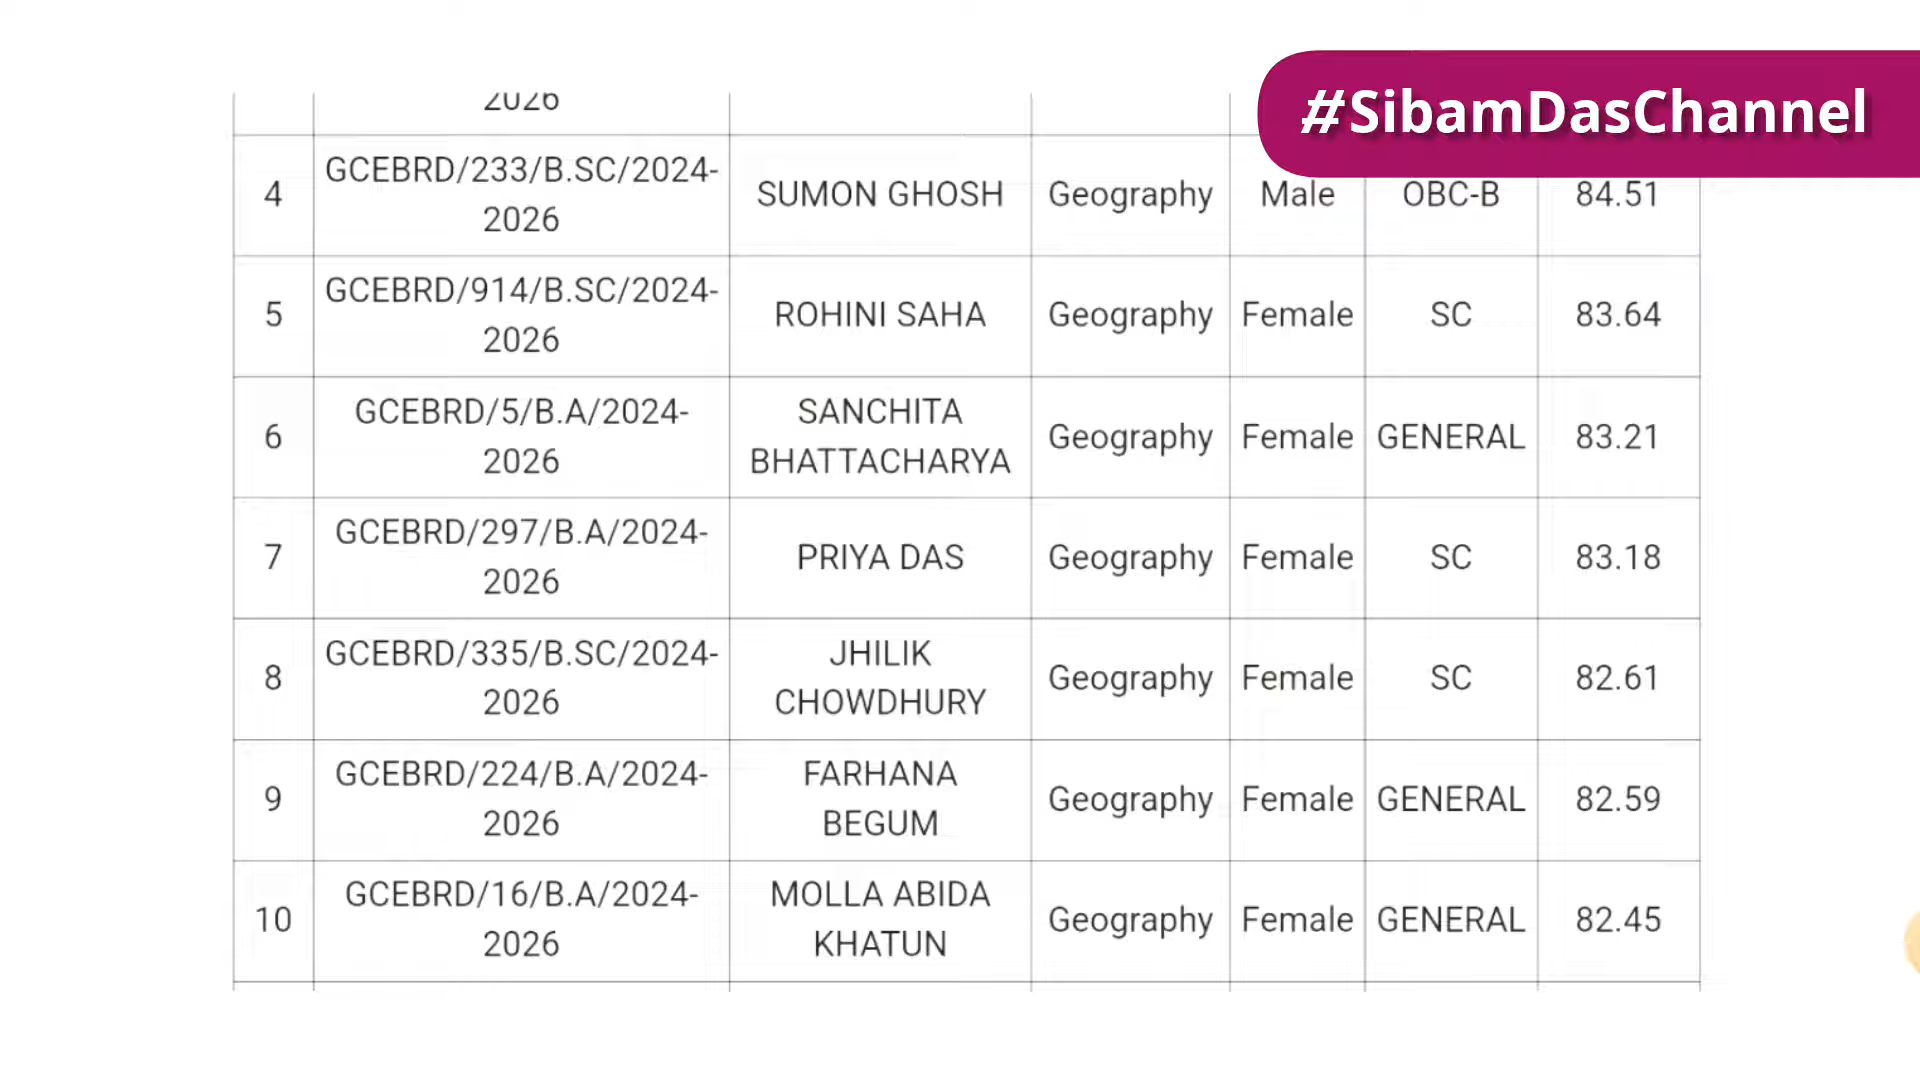 #SibamDasChannel
2026
4 GCEBRD/233/B.SC/2024-2026 SUMON GHOSH Geography Male OBC-B 84.51
5 GCEBRD/914/B.SC/2024-2026 ROHINI SAHA Geography Female SC 83.64
6 GCEBRD/5/B.A/2024-2026 SANCHITA BHATTACHARYA Geography Female GENERAL 83.21
7 GCEBRD/297/B.A/2024-2026 PRIYA DAS Geography Female SC 83.18
8 GCEBRD/335/B.SC/2024-2026 JHILIK CHOWDHURY Geography Female SC 82.61
9 GCEBRD/224/B.A/2024-2026 FARHANA BEGUM Geography Female GENERAL 82.59
10 GCEBRD/16/B.A/2024-2026 MOLLA ABIDA KHATUN Geography Female GENERAL 82.45